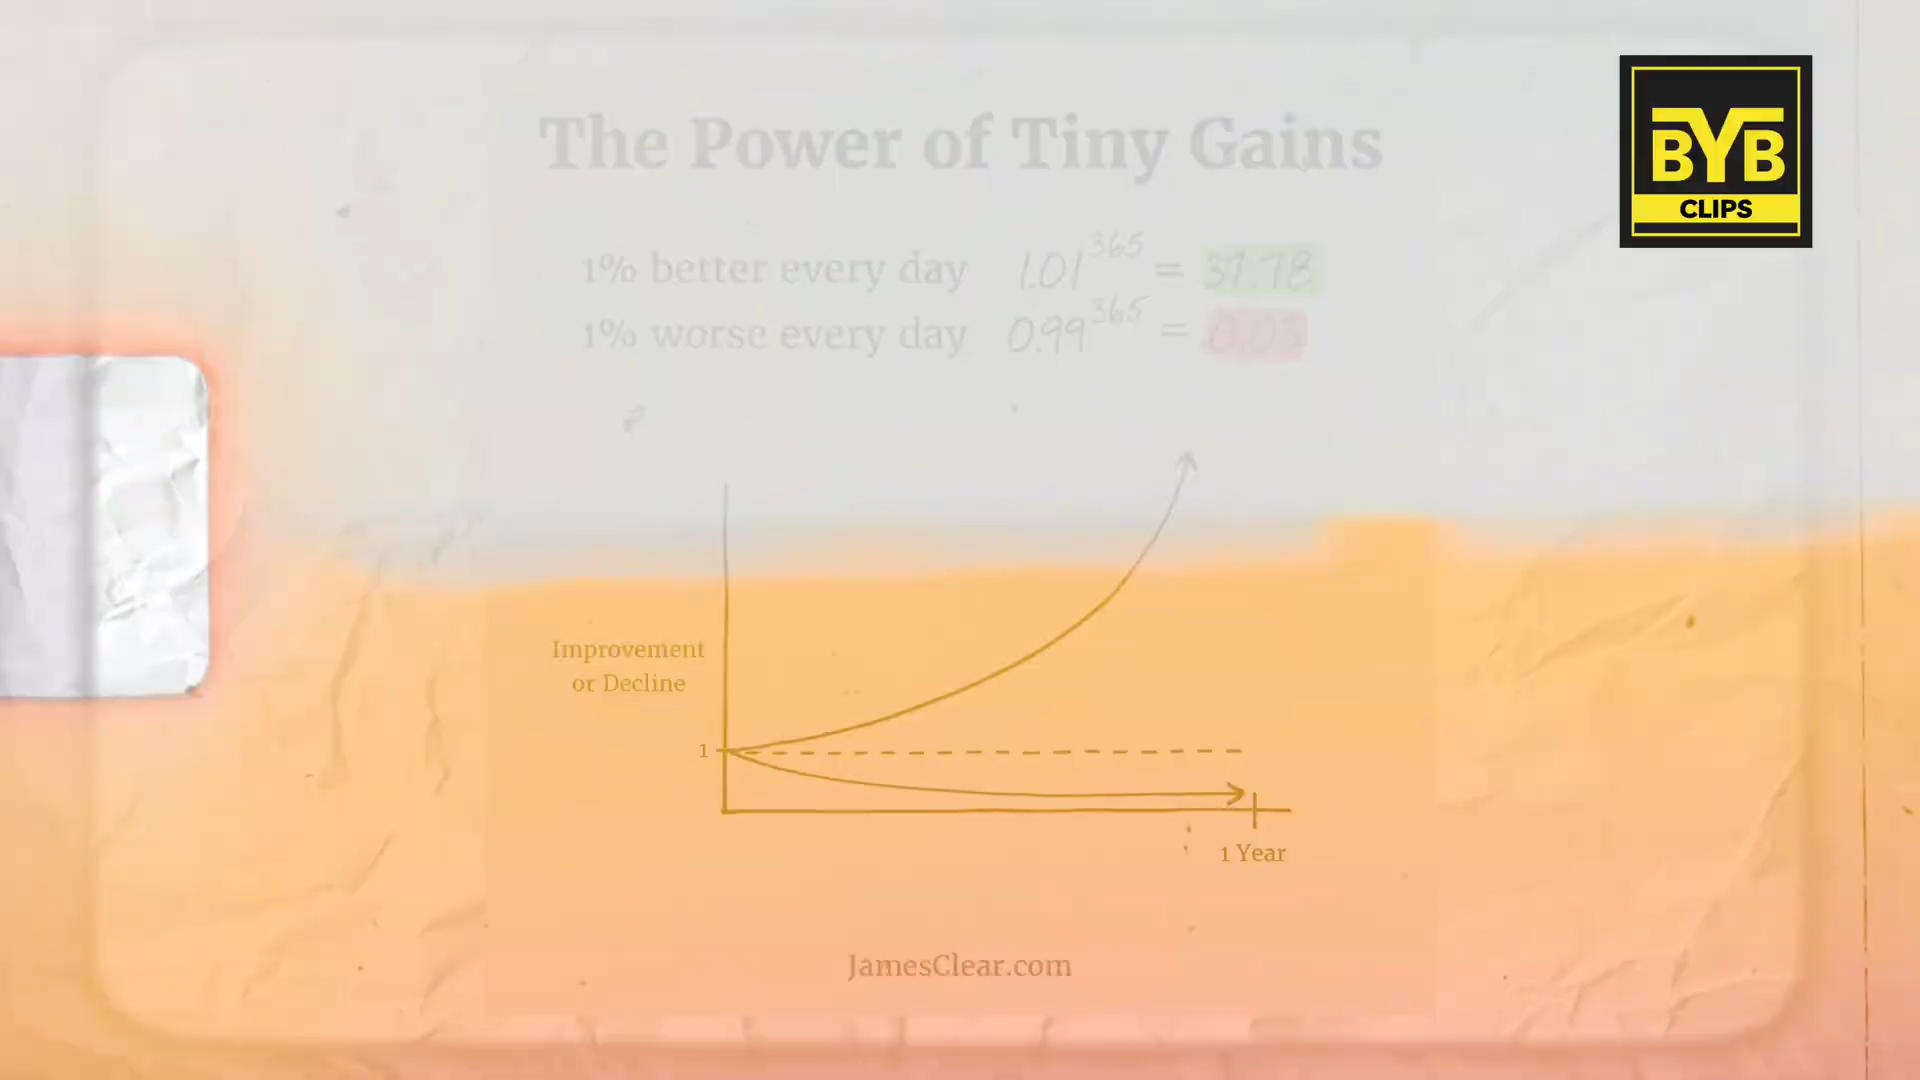 The Power of Tiny Gains
1% better every day 1.01^365 = 37.78
1% worse every day 0.99^365 = 0.03
Improvement
or Decline
1
1 Year
JamesClear.com
BYB
CLIPS